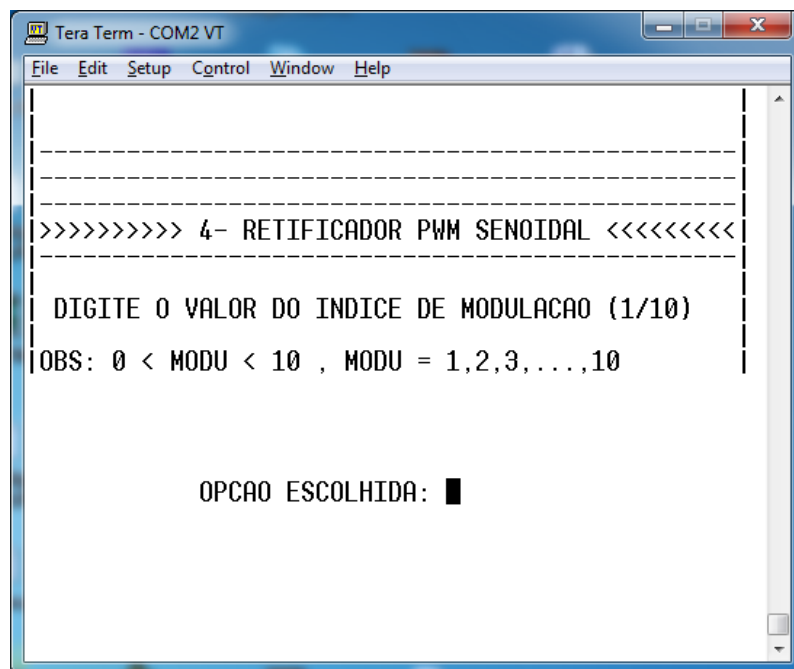 Tera Term - COM2 VT
File Edit Setup Control Window Help
>>>>>>>>>> 4- RETIFICADOR PWM SENOIDAL <<<<<<<<<
DIGITE O VALOR DO INDICE DE MODULACAO (1/10)
OBS: 0 < MODU < 10 , MODU = 1,2,3,...,10
OPCAO ESCOLHIDA: